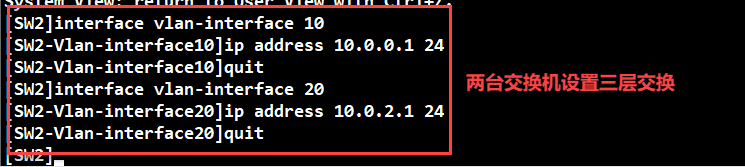 System View: return to User View with Ctrl+Z.
[SW2]interface vlan-interface 10
[SW2-Vlan-interface10]ip address 10.0.0.1 24
[SW2-Vlan-interface10]quit
[SW2]interface vlan-interface 20
[SW2-Vlan-interface20]ip address 10.0.2.1 24
[SW2-Vlan-interface20]quit
[SW2]
两台交换机设置三层交换